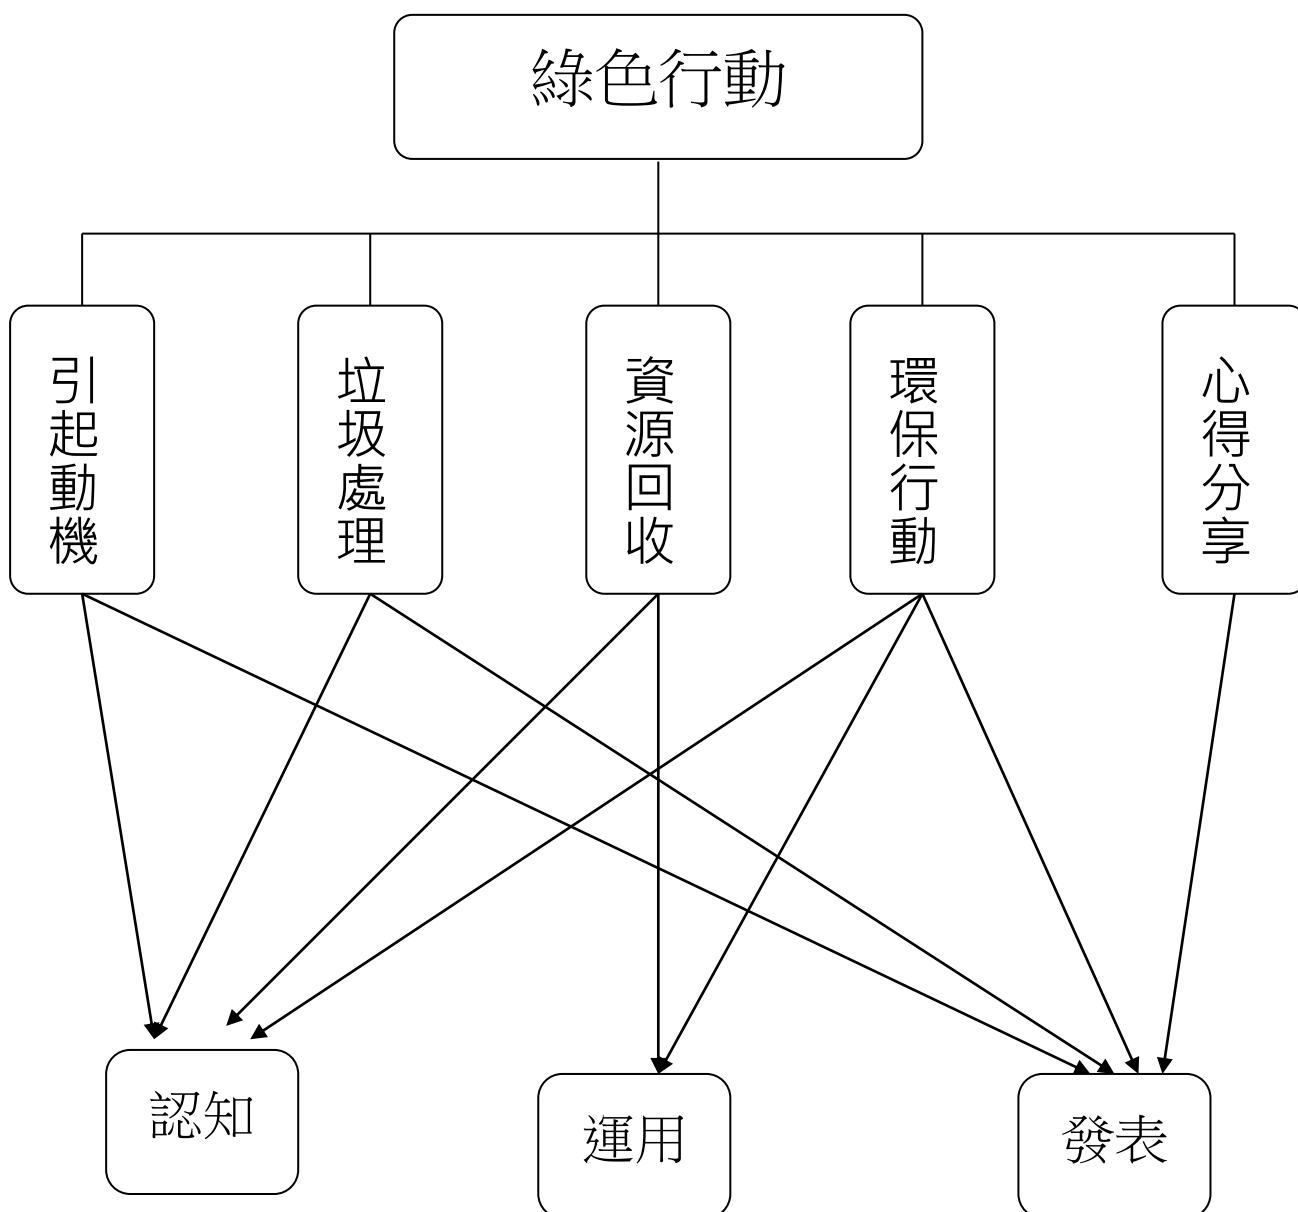 綠色行動
引起動機
垃圾處理
資源回收
環保行動
心得分享
認知
運用
發表